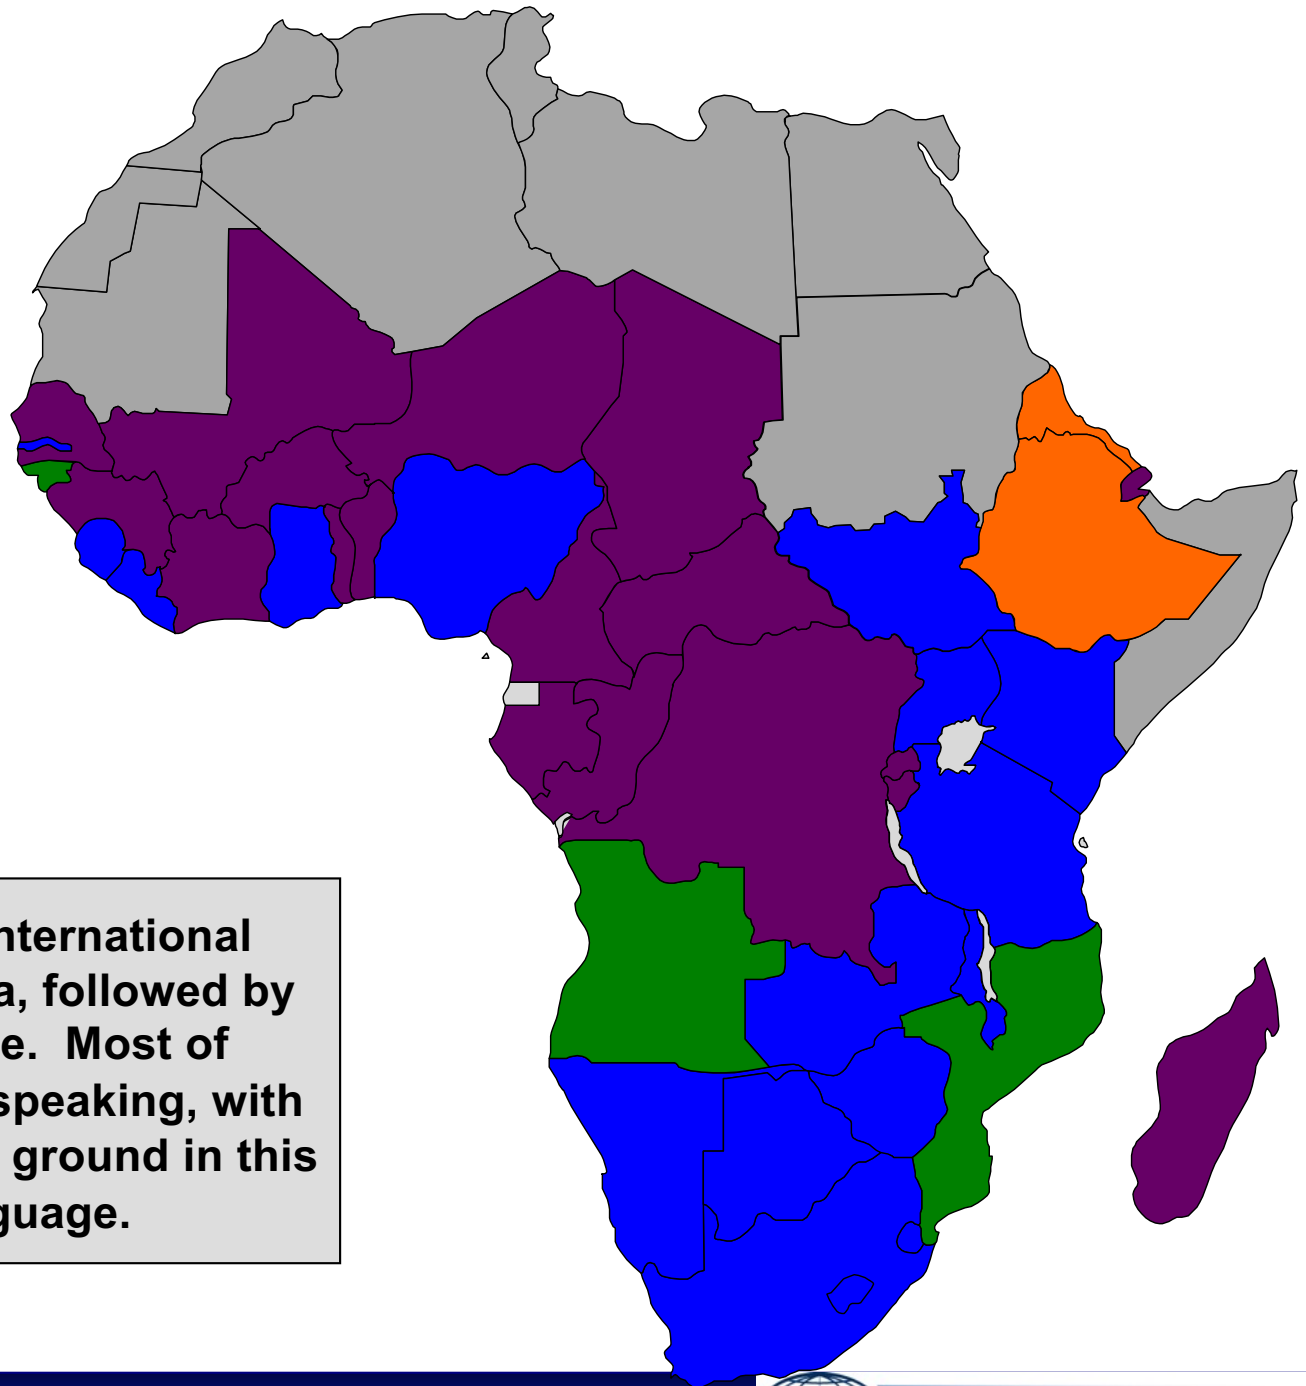 nternational
a, followed by
e. Most of
speaking, with
ground in this
guage.